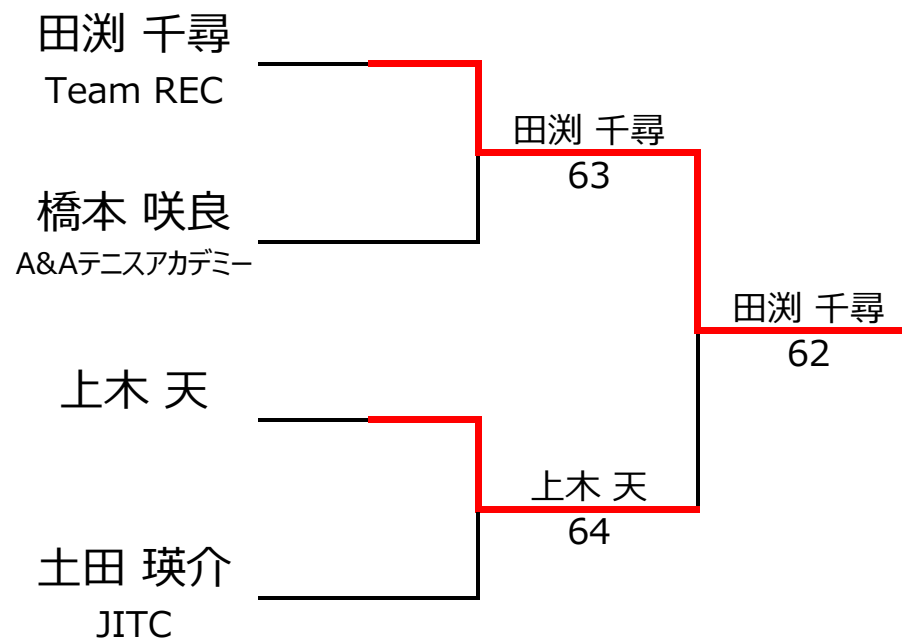 田渕 千尋
Team REC
橋本 咲良
A&Aテニスアカデミー
上木 天
土田 瑛介
JITC
田渕 千尋
63
上木 天
64
田渕 千尋
62